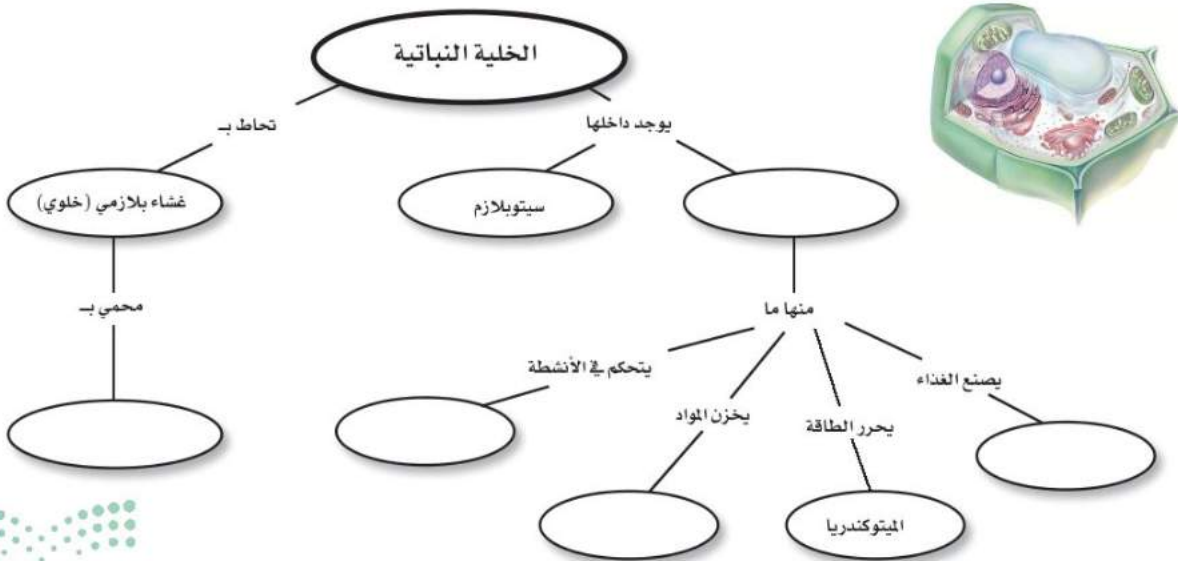 الخلية النباتية
يوجد داخلها
تحاط بـ
سيتوبلازم
غشاء بلازمي (خلوي)
منها ما
محمي بـ
يصنع الغذاء
يحرر الطاقة
يخزن المواد
يتحكم في الأنشطة
الميتوكندريا